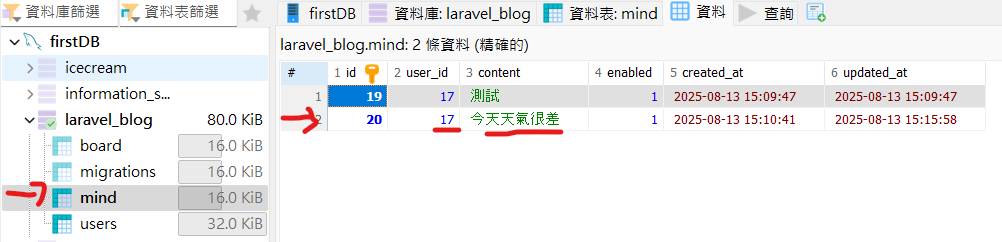 資料庫篩選 資料表篩選
firstDB
icecream
information_s...
laravel_blog 80.0 KiB
board 16.0 KiB
migrations 16.0 KiB
mind 16.0 KiB
users 32.0 KiB
firstDB 資料庫: laravel_blog 資料表: mind 資料 查詢
laravel_blog.mind: 2 條資料 (精確的)
# 1 id 2 user_id 3 content 4 enabled 5 created_at 6 updated_at
1 19 17 測試 1 2025-08-13 15:09:47 2025-08-13 15:09:47
2 20 17 今天天氣很差 1 2025-08-13 15:10:41 2025-08-13 15:15:58